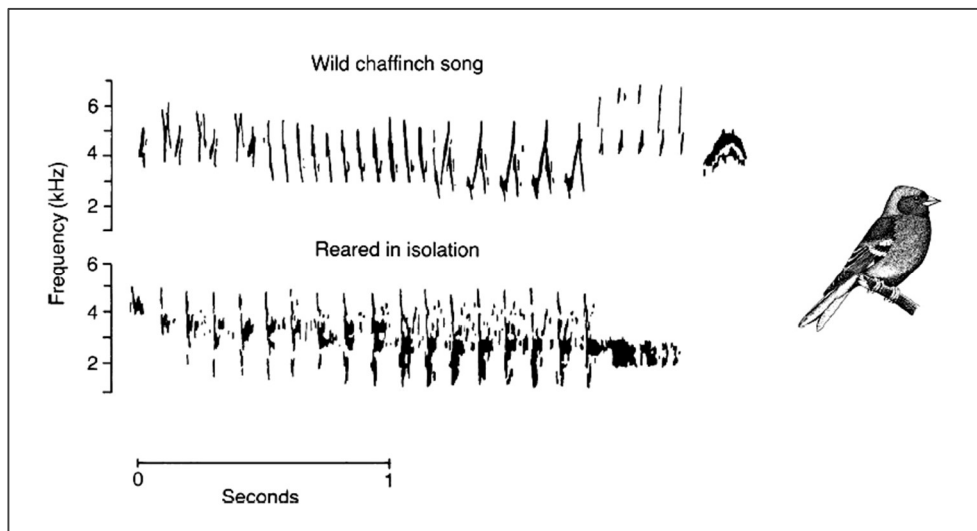 Wild chaffinch song
6
4
2
Frequency (kHz)
Reared in isolation
6
4
2
0
1
Seconds